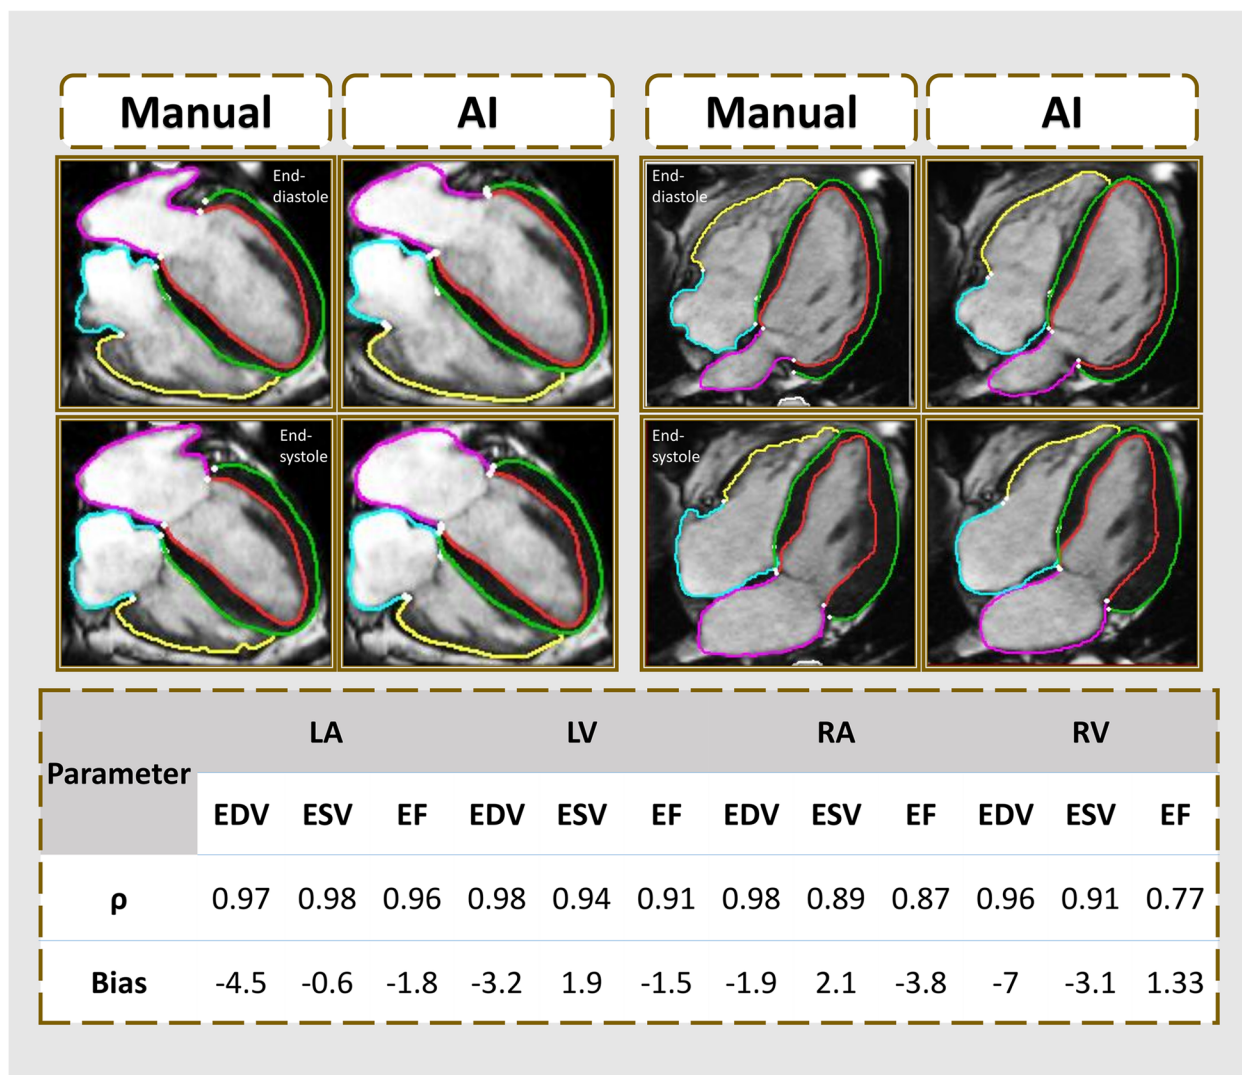 Manual AI Manual AI
End-
diastole
End-
diastole
End-
systole
End-
systole
Parameter LA LV RA RV
EDV ESV EF EDV ESV EF EDV ESV EF EDV ESV EF
ρ 0.97 0.98 0.96 0.98 0.94 0.91 0.98 0.89 0.87 0.96 0.91 0.77
Bias -4.5 -0.6 -1.8 -3.2 1.9 -1.5 -1.9 2.1 -3.8 -7 -3.1 1.33